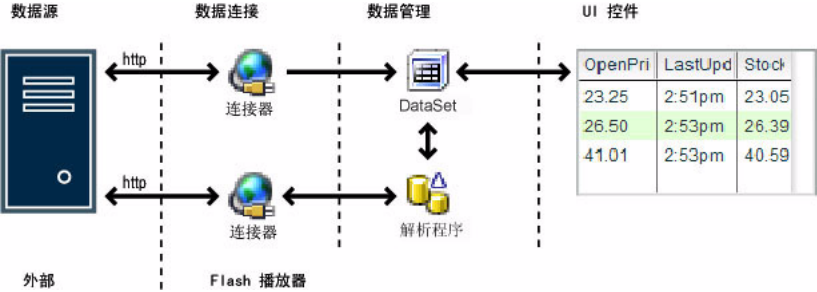 数据源 数据连接 数据管理 UI 控件
http
连接器
DataSet
OpenPri LastUpd Stock
23.25 2:51pm 23.05
26.50 2:53pm 26.39
41.01 2:53pm 40.59
http
连接器
解析程序
外部 Flash 播放器